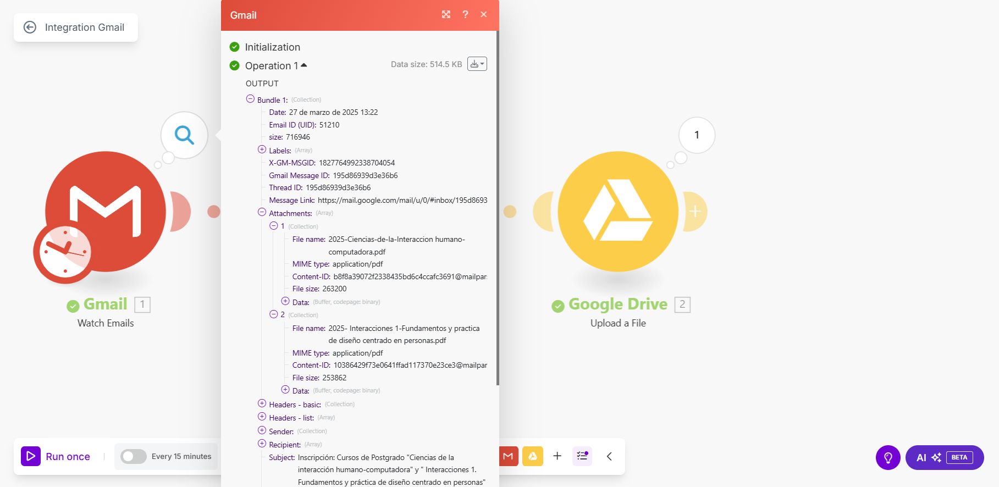 Integration Gmail
Gmail
?
Initialization
Operation 1
Data size: 514.5 KB
OUTPUT
Bundle 1: (Collection)
Date: 27 de marzo de 2025 13:22
Email ID (UID): 51210
size: 716946
Labels: (Array)
X-GM-MSGID: 1827764992338704054
Gmail Message ID: 195d86939d3e36b6
Thread ID: 195d86939d3e36b6
Message Link: https://mail.google.com/mail/u/0/#inbox/195d8693
Attachments: (Array)
1 (Collection)
File name: 2025-Ciencias-de-la-Interaccion humano-
computadora.pdf
MIME type: application/pdf
Content-ID: b8f8a39072f2338435bd6c4ccafc3691@mailpar
File size: 263200
Data: (Buffer, codepage: binary)
2 (Collection)
File name: 2025- Interacciones 1-Fundamentos y practica
de diseño centrado en personas.pdf
MIME type: application/pdf
Content-ID: 10386429f73e0641ffad117370e23ce3@mailpar
File size: 253862
Data: (Buffer, codepage: binary)
Headers - basic: (Collection)
Headers - list: (Array)
Sender: (Collection)
Recipient: (Array)
Subject: Inscripción: Cursos de Postgrado "Ciencias de la
interacción humano-computadora" y " Interacciones 1.
Fundamentos y práctica de diseño centrado en personas"
Gmail 1
Watch Emails
1
Google Drive 2
Upload a File
Run once
Every 15 minutes
AI BETA